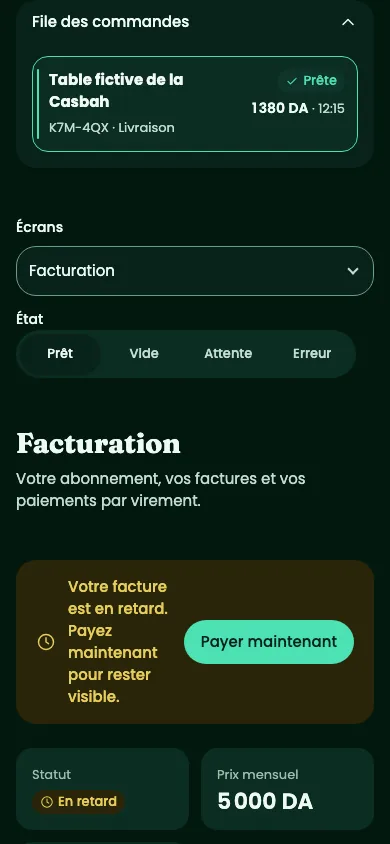 File des commandes
Table fictive de la
Casbah
Prête
1 380 DA · 12:15
K7M-4QX · Livraison
Écrans
Facturation
État
Prêt
Vide
Attente
Erreur
Facturation
Votre abonnement, vos factures et vos
paiements par virement.
Votre facture
est en retard.
Payez
maintenant
pour rester
visible.
Payer maintenant
Statut
En retard
Prix mensuel
5 000 DA